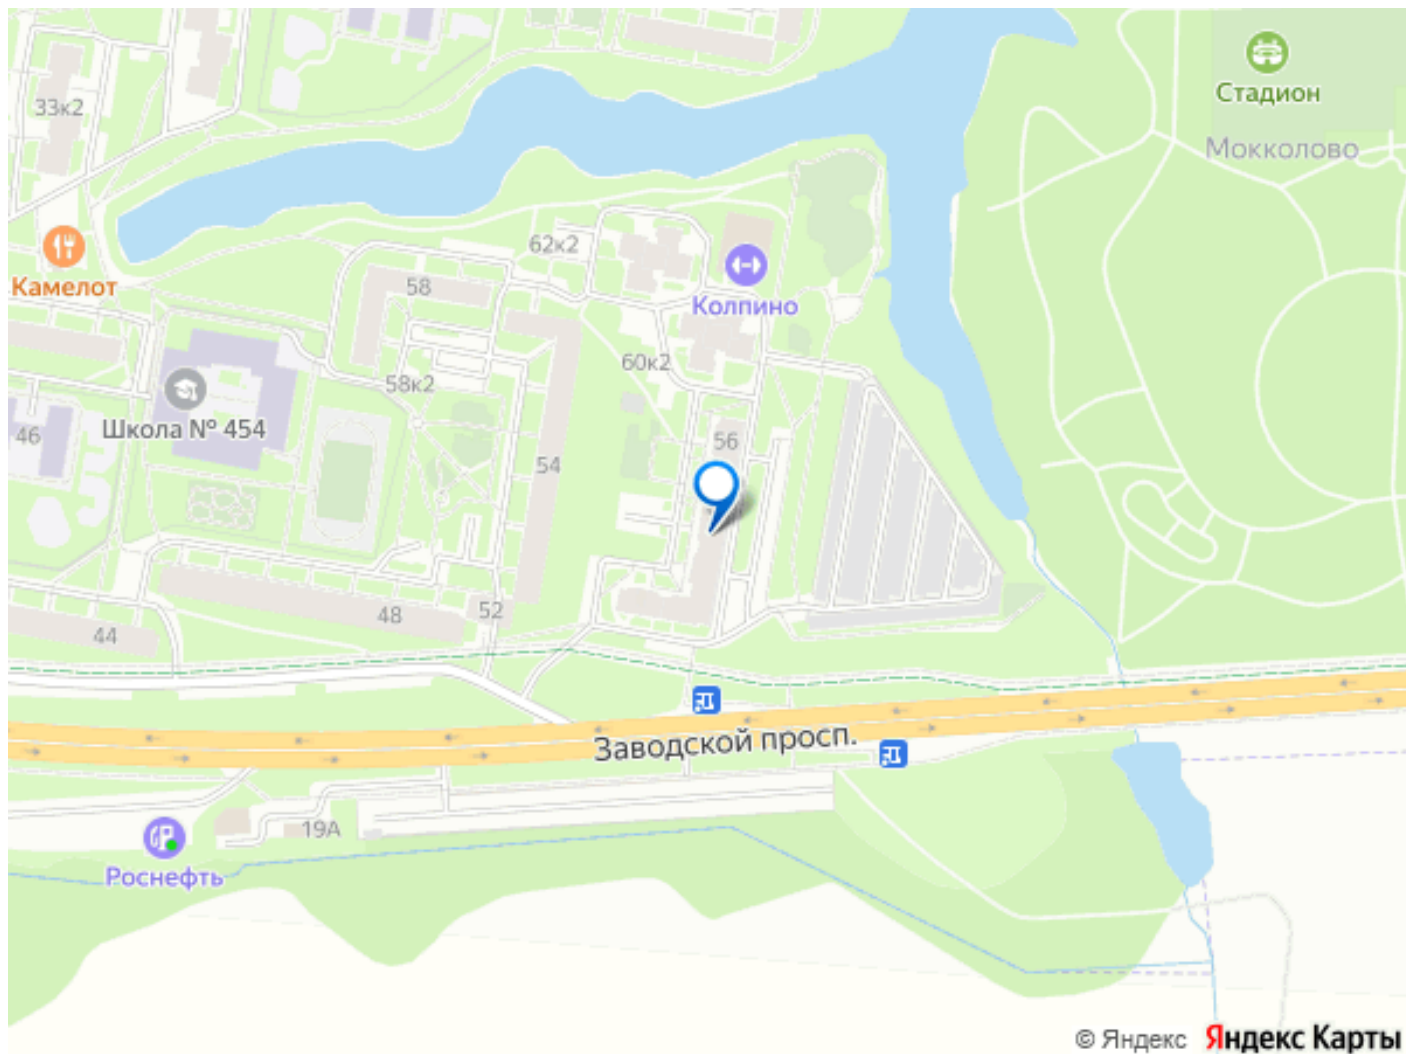 33к2
Стадион
Мокколово
62к2
Камелот
58
Колпино
60к2
58к2
Школа № 454
46
56
54
48
52
44
Заводской просп.
19А
Роснефть
© Яндекс Яндекс Карты